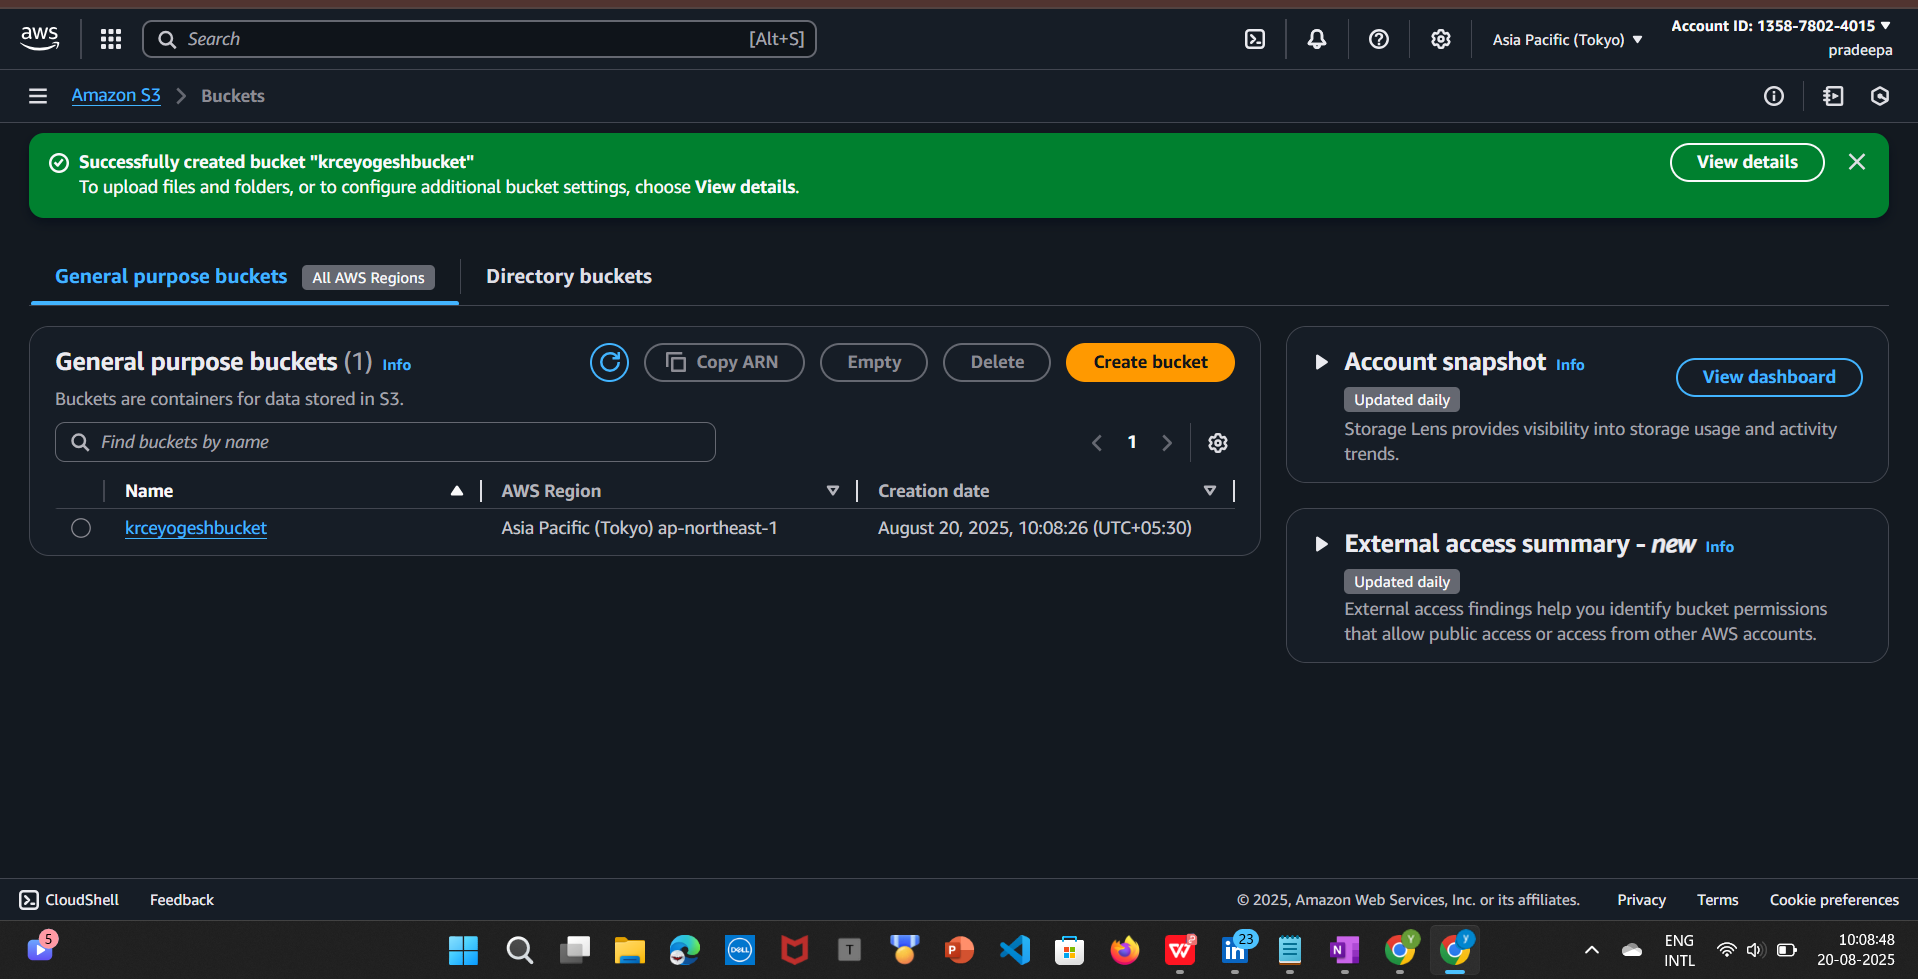 aws
Search [Alt+S]
Asia Pacific (Tokyo)
Account ID: 1358-7802-4015
pradeepa
Amazon S3 > Buckets
Successfully created bucket "krceyogeshbucket"
To upload files and folders, or to configure additional bucket settings, choose View details.
View details
General purpose buckets All AWS Regions
Directory buckets
General purpose buckets (1) Info
Copy ARN
Empty
Delete
Create bucket
Buckets are containers for data stored in S3.
Find buckets by name
1
Name AWS Region Creation date
krceyogeshbucket Asia Pacific (Tokyo) ap-northeast-1 August 20, 2025, 10:08:26 (UTC+05:30)
Account snapshot Info
View dashboard
Updated daily
Storage Lens provides visibility into storage usage and activity
trends.
External access summary - new Info
Updated daily
External access findings help you identify bucket permissions
that allow public access or access from other AWS accounts.
CloudShell Feedback
© 2025, Amazon Web Services, Inc. or its affiliates. Privacy Terms Cookie preferences
5
DELL
T
P
W
in
23
N
Y
y
ENG
INTL
10:08:48
20-08-2025